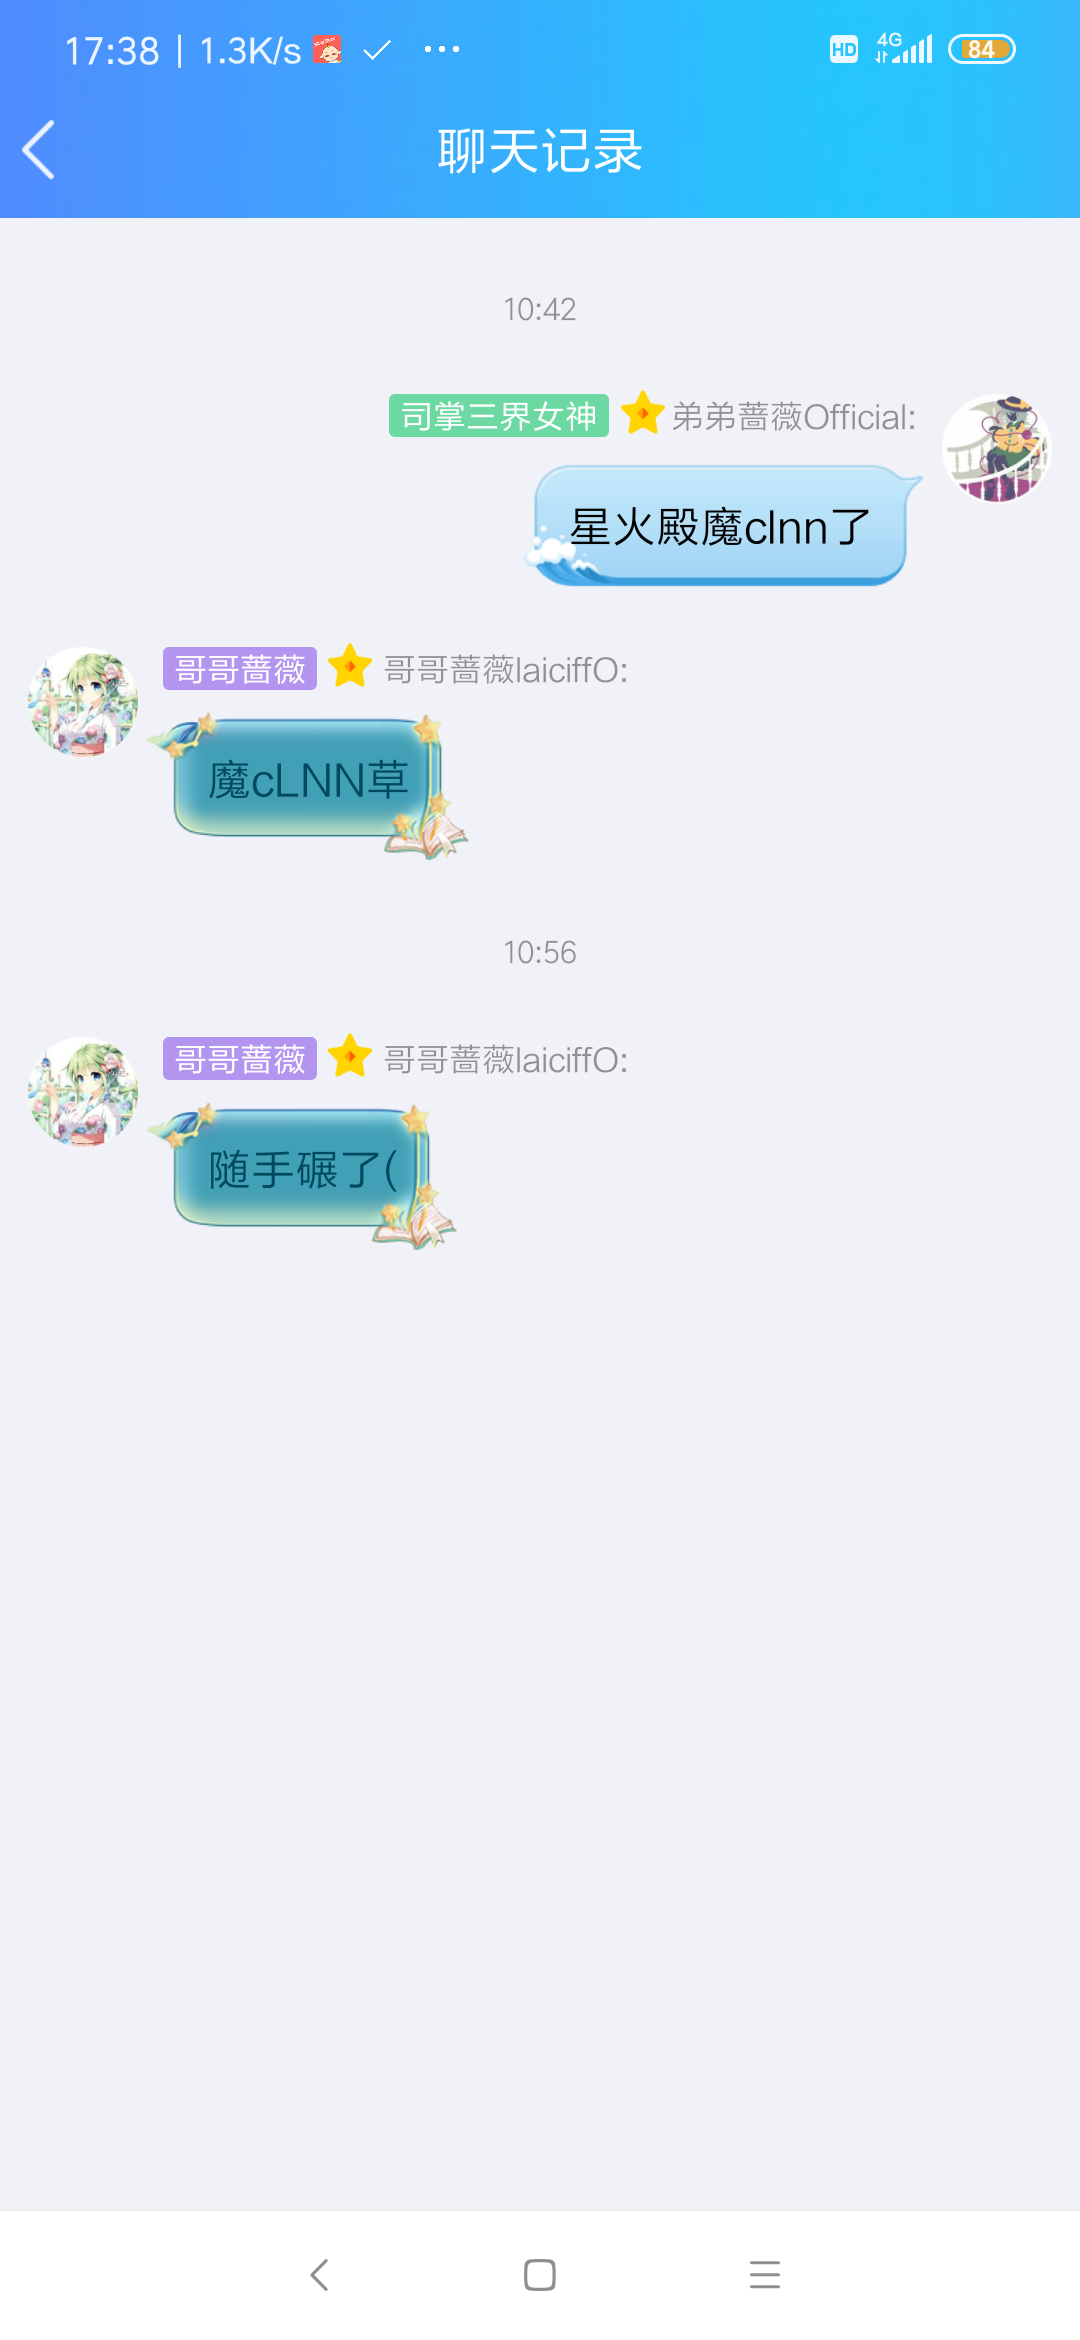 17:38 | 1.3K/s
HD 4G 84
聊天记录
10:42
司掌三界女神 弟弟蔷薇Official:
星火殿魔clnn了
哥哥蔷薇 哥哥蔷薇laiciffO:
魔cLNN草
10:56
哥哥蔷薇 哥哥蔷薇laiciffO:
随手碾了(